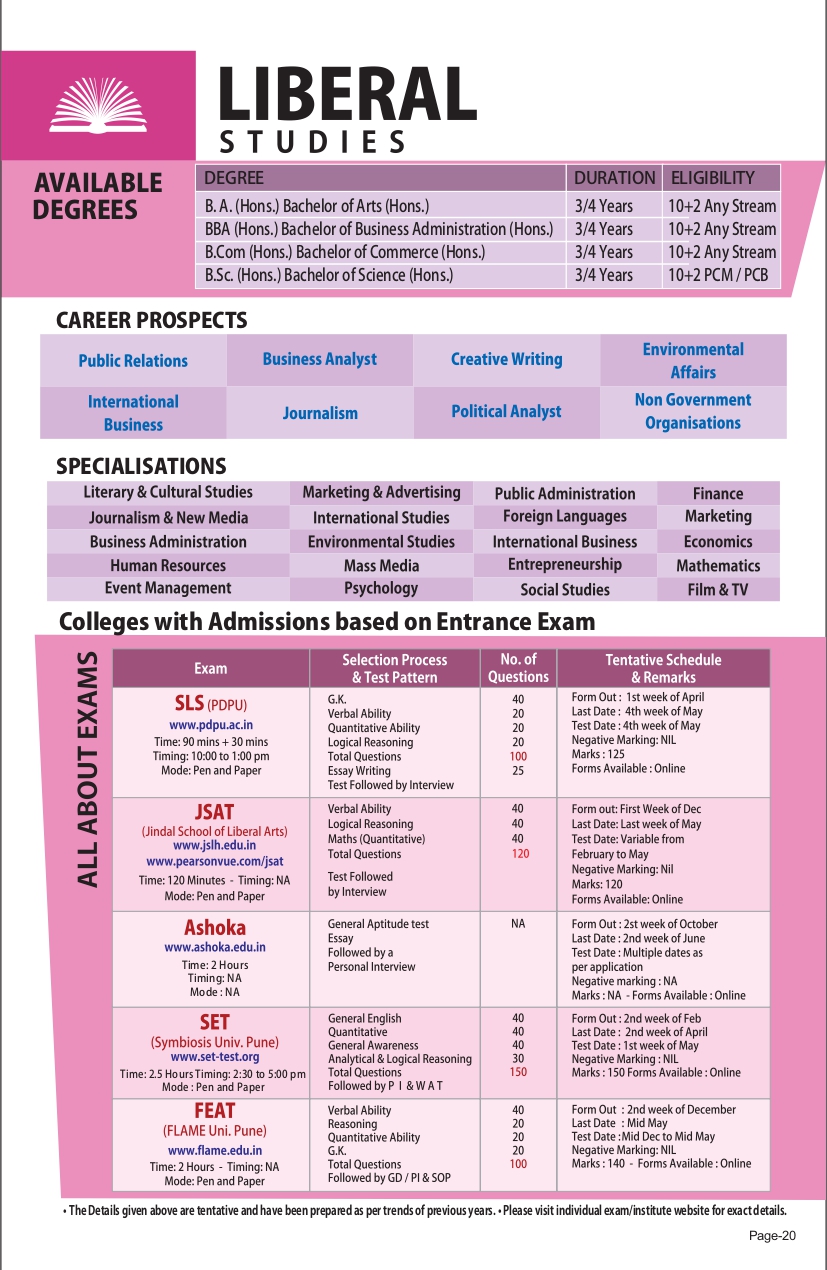 LIBERAL
STUDIES
AVAILABLE
DEGREES
DEGREE DURATION ELIGIBILITY
B. A. (Hons.) Bachelor of Arts (Hons.) 3/4 Years 10+2 Any Stream
BBA (Hons.) Bachelor of Business Administration (Hons.) 3/4 Years 10+2 Any Stream
B.Com (Hons.) Bachelor of Commerce (Hons.) 3/4 Years 10+2 Any Stream
B.Sc. (Hons.) Bachelor of Science (Hons.) 3/4 Years 10+2 PCM / PCB
CAREER PROSPECTS
Public Relations
Business Analyst
Creative Writing
Environmental
Affairs
International
Business
Journalism
Political Analyst
Non Government
Organisations
SPECIALISATIONS
Literary & Cultural Studies Marketing & Advertising Public Administration Finance
Journalism & New Media International Studies Foreign Languages Marketing
Business Administration Environmental Studies International Business Economics
Human Resources Mass Media Entrepreneurship Mathematics
Event Management Psychology Social Studies Film & TV
Colleges with Admissions based on Entrance Exam
ALL ABOUT EXAMS
Exam
Selection Process
& Test Pattern
No. of
Questions
Tentative Schedule
& Remarks
SLS (PDPU)
www.pdpu.ac.in
Time: 90 mins + 30 mins
Timing: 10:00 to 1:00 pm
Mode: Pen and Paper
G.K. 40
Verbal Ability 20
Quantitative Ability 20
Logical Reasoning 20
Total Questions 100
Essay Writing 25
Test Followed by Interview
Form Out : 1st week of April
Last Date : 4th week of May
Test Date : 4th week of May
Negative Marking: NIL
Marks : 125
Forms Available : Online
JSAT
(Jindal School of Liberal Arts)
www.jslh.edu.in
www.pearsonvue.com/jsat
Time: 120 Minutes - Timing: NA
Mode: Pen and Paper
Verbal Ability 40
Logical Reasoning 40
Maths (Quantitative) 40
Total Questions 120
Test Followed
by Interview
Form out: First Week of Dec
Last Date: Last week of May
Test Date: Variable from
February to May
Negative Marking: Nil
Marks: 120
Forms Available: Online
Ashoka
www.ashoka.edu.in
Time: 2 Hours
Timing: NA
Mode : NA
General Aptitude test NA
Essay
Followed by a
Personal Interview
Form Out : 2st week of October
Last Date : 2nd week of June
Test Date : Multiple dates as
per application
Negative marking : NA
Marks : NA - Forms Available : Online
SET
(Symbiosis Univ. Pune)
www.set-test.org
Time: 2.5 Hours Timing: 2:30 to 5:00 pm
Mode : Pen and Paper
General English 40
Quantitative 40
General Awareness 40
Analytical & Logical Reasoning 30
Total Questions 150
Followed by P I & W A T
Form Out : 2nd week of Feb
Last Date : 2nd week of April
Test Date : 1st week of May
Negative Marking : NIL
Marks : 150 Forms Available : Online
FEAT
(FLAME Uni. Pune)
www.flame.edu.in
Time: 2 Hours - Timing: NA
Mode: Pen and Paper
Verbal Ability 40
Reasoning 20
Quantitative Ability 20
G.K. 20
Total Questions 100
Followed by GD / PI & SOP
Form Out : 2nd week of December
Last Date : Mid May
Test Date :Mid Dec to Mid May
Negative Marking: NIL
Marks : 140 - Forms Available : Online
• The Details given above are tentative and have been prepared as per trends of previous years. • Please visit individual exam/institute website for exact details.
Page-20